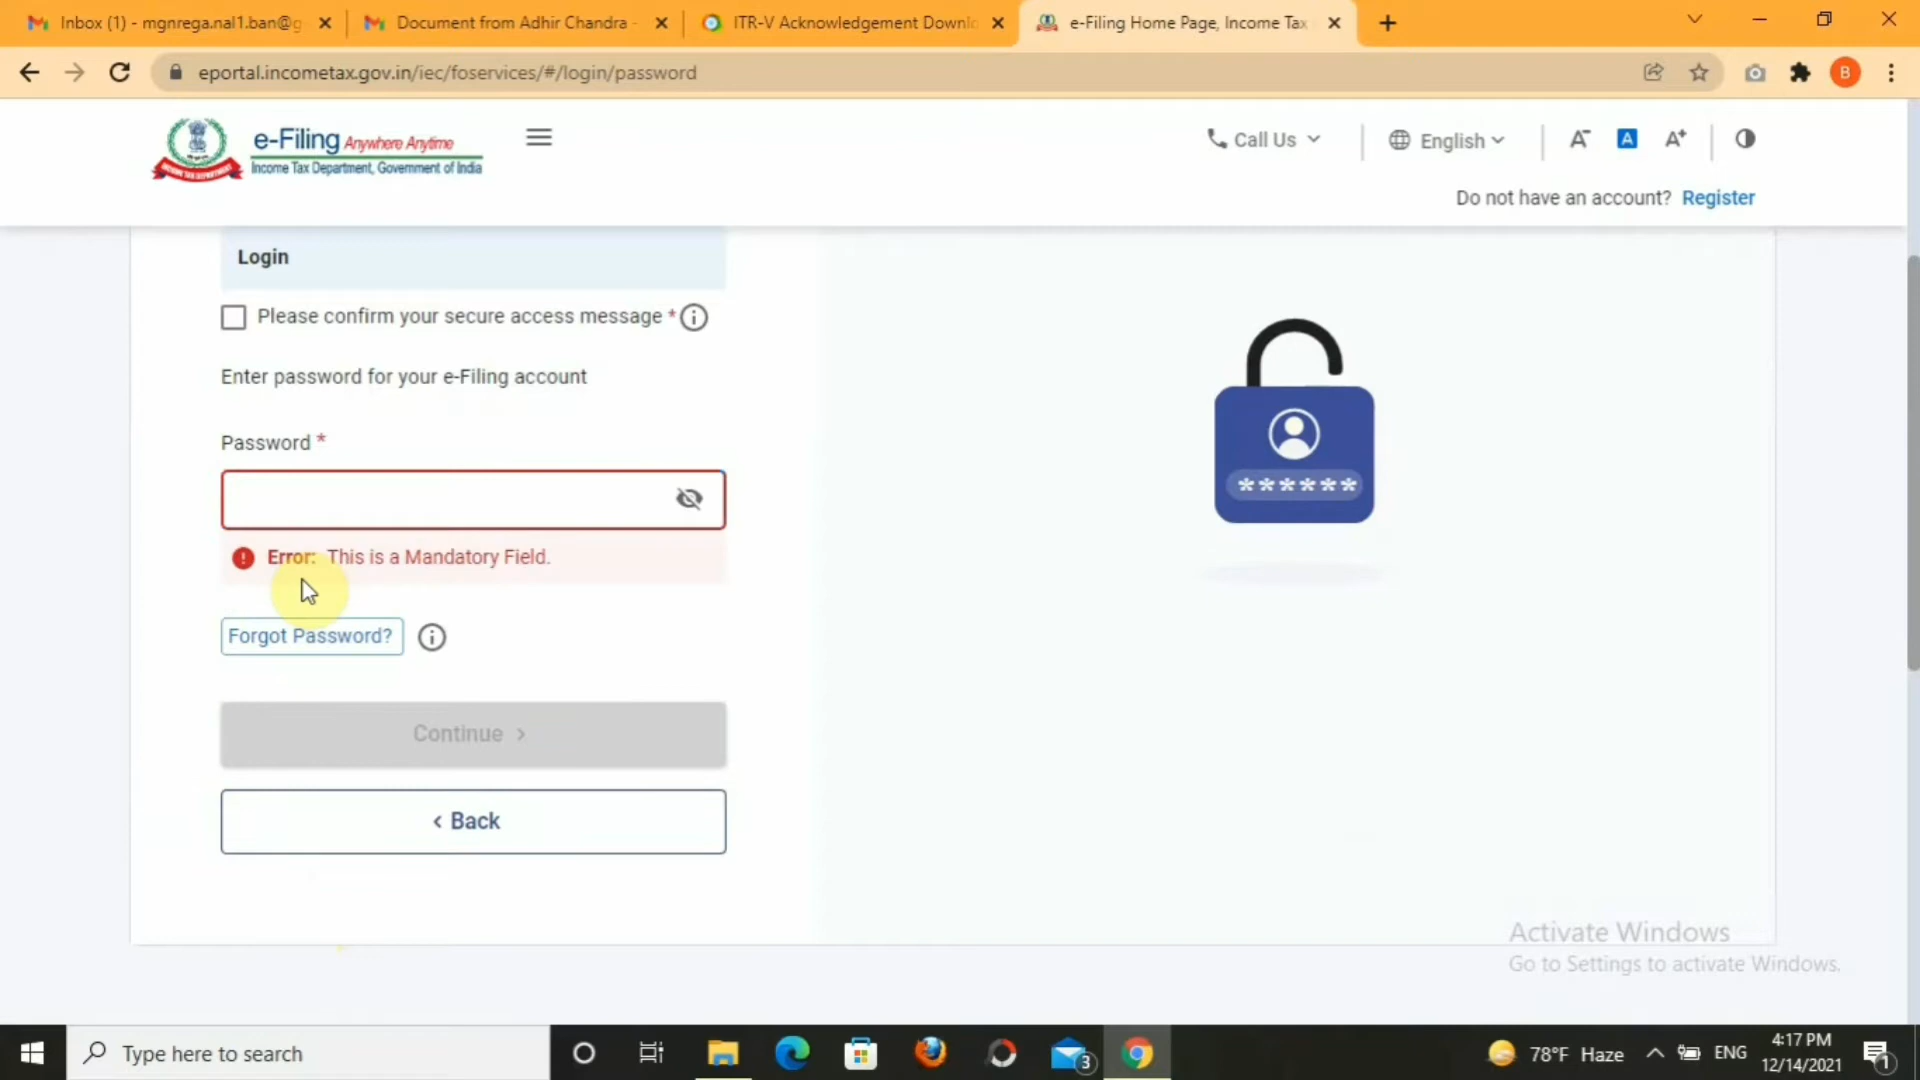 Inbox (1) - mgnrega.nal1.ban@g
Document from Adhir Chandra -
ITR-V Acknowledgement Downlo
e-Filing Home Page, Income Tax
eportal.incometax.gov.in/iec/foservices/#/login/password
B
e-Filing Anywhere Anytime
Income Tax Department, Government of India
Call Us
English
A-
A
A+
Do not have an account? Register
Login
Please confirm your secure access message *
Enter password for your e-Filing account
Password *
Error: This is a Mandatory Field.
Forgot Password?
Continue >
< Back
******
Activate Windows
Go to Settings to activate Windows.
Type here to search
3
78°F Haze
ENG
4:17 PM
12/14/2021
1